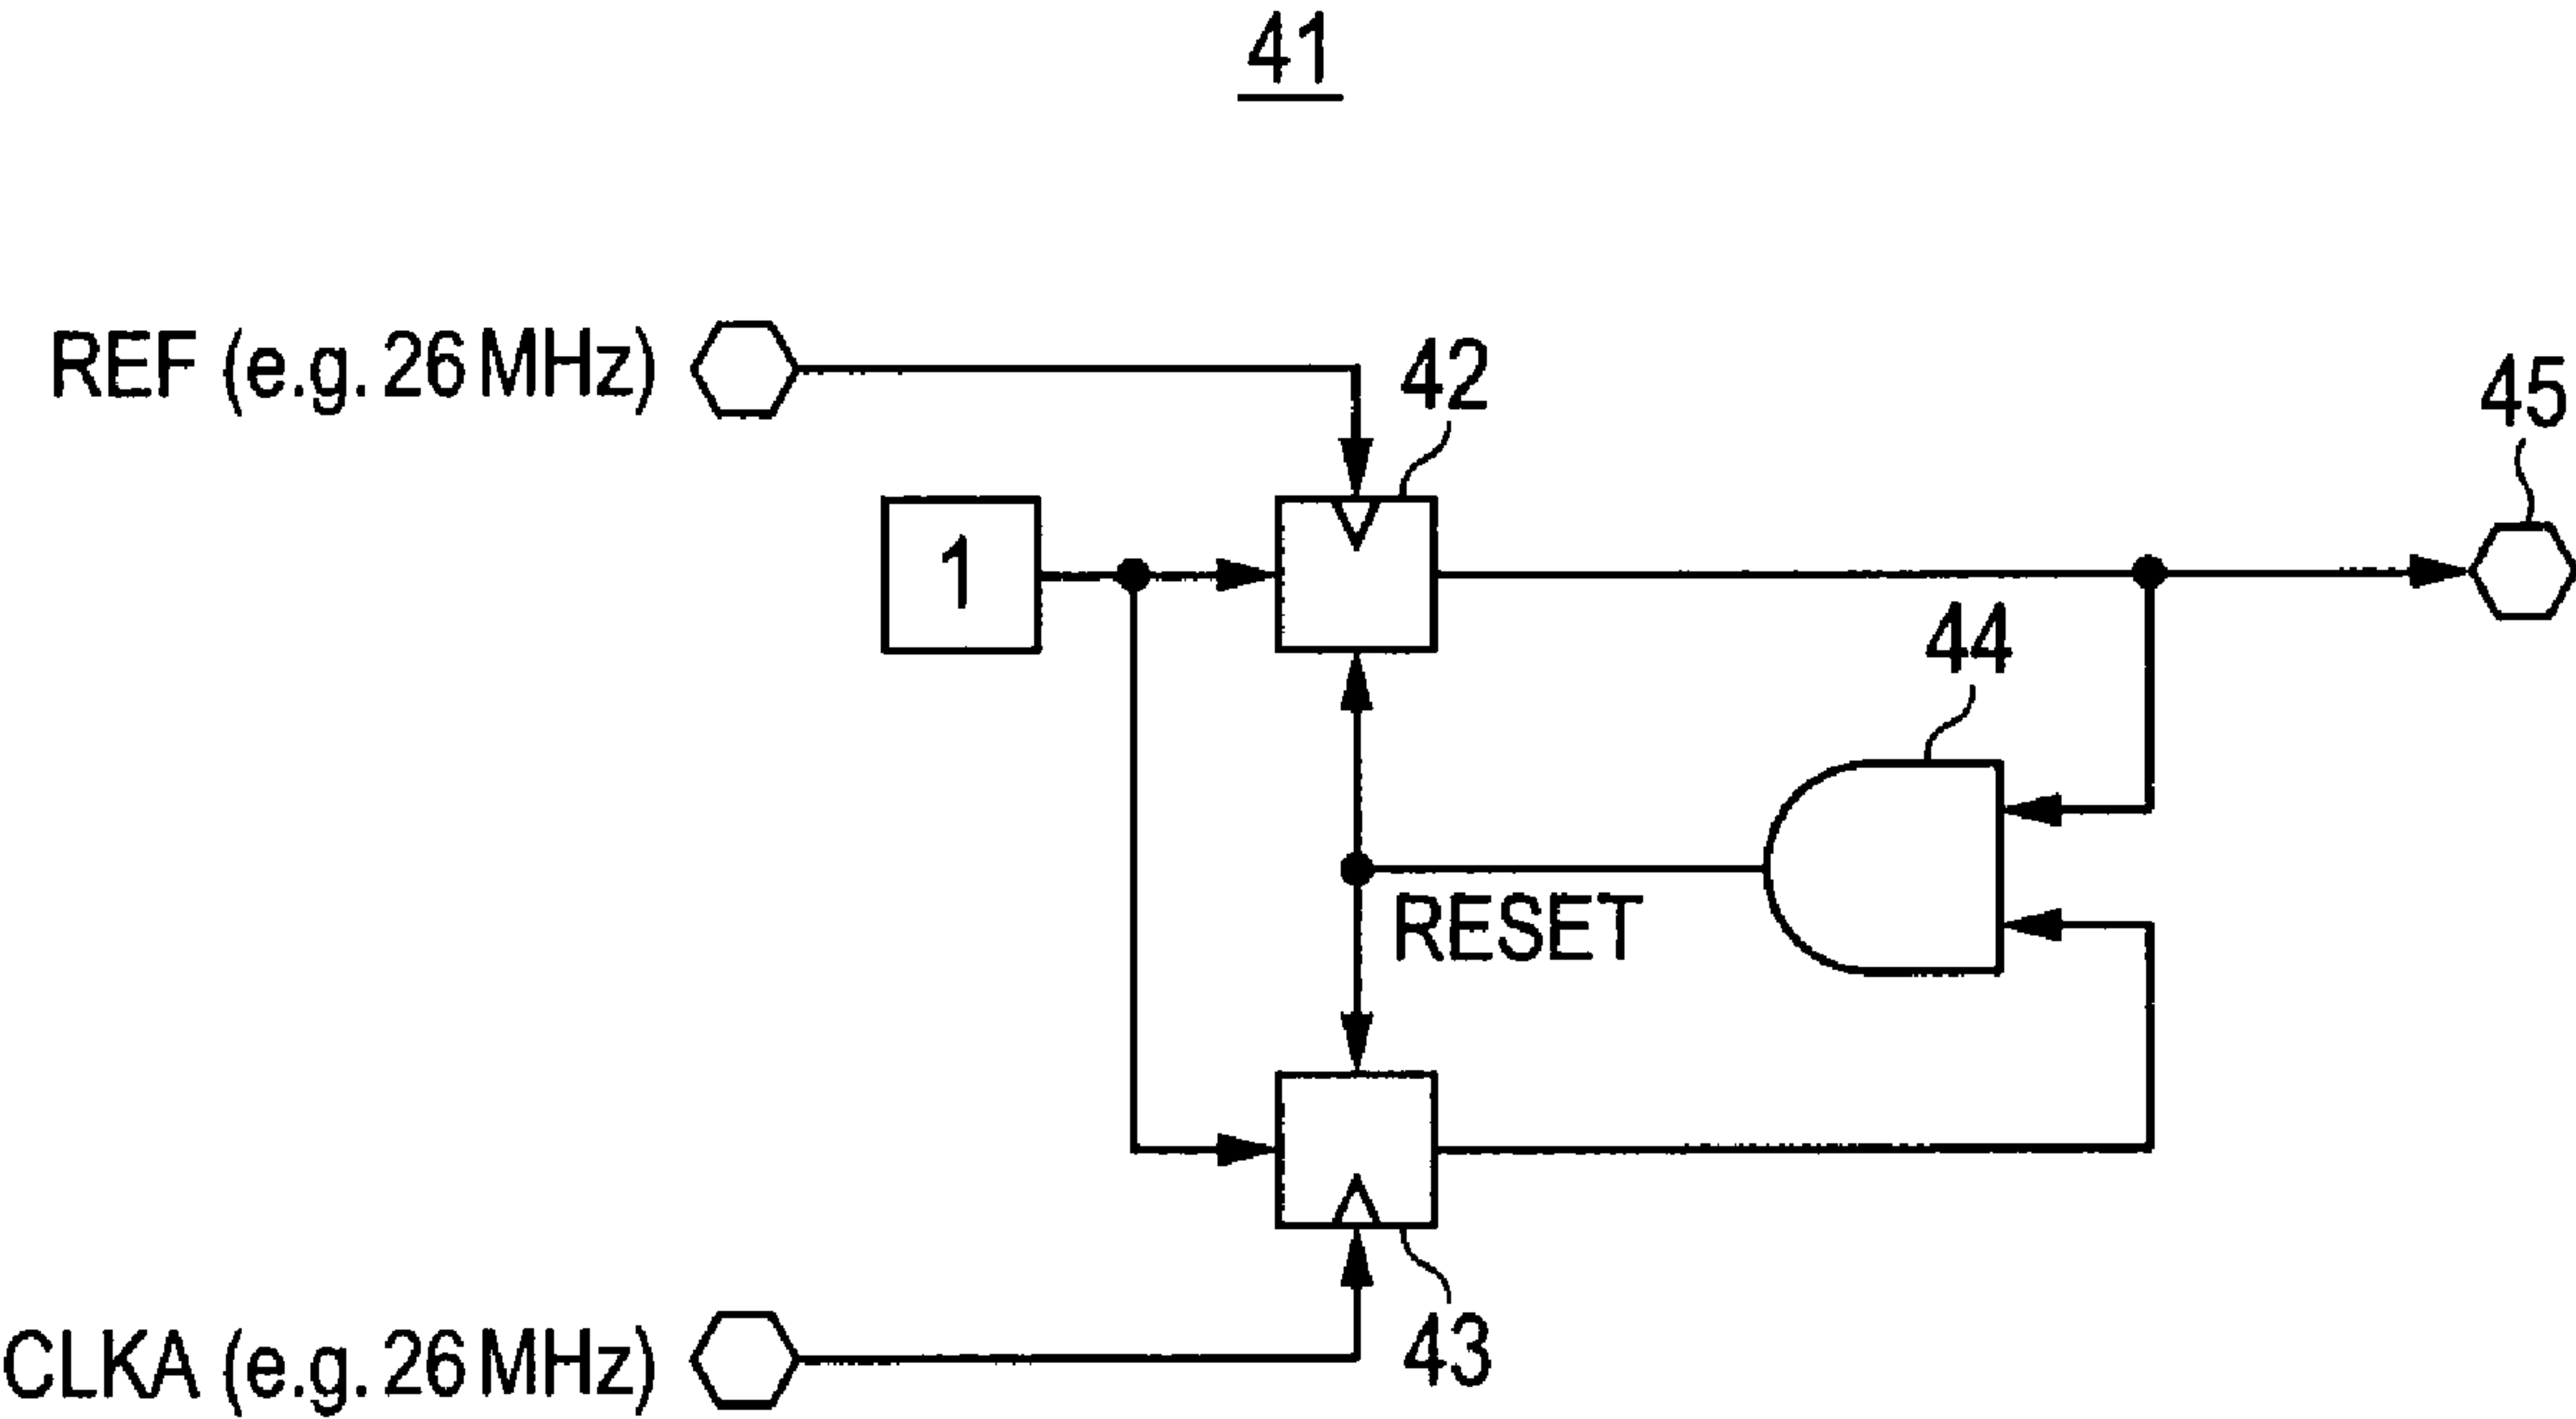 41
REF (e.g. 26 MHz)
42
45
1
44
RESET
43
CLKA (e.g. 26 MHz)